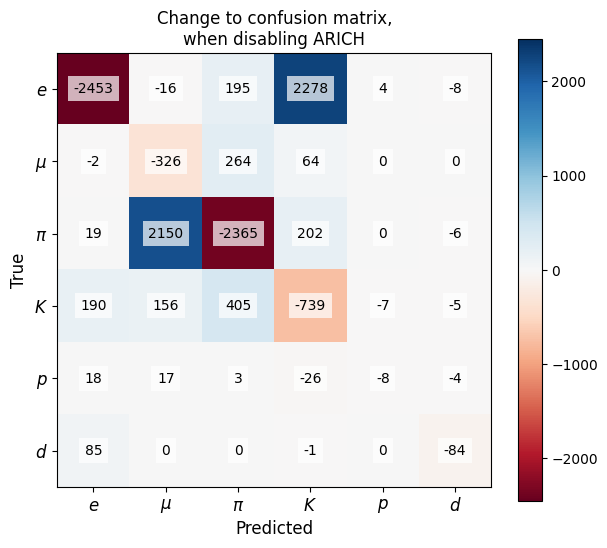 Change to confusion matrix,
when disabling ARICH
e -2453 -16 195 2278 4 -8
μ -2 -326 264 64 0 0
π 19 2150 -2365 202 0 -6
K 190 156 405 -739 -7 -5
p 18 17 3 -26 -8 -4
d 85 0 0 -1 0 -84
e μ π K p d
Predicted
True
2000
1000
0
−1000
−2000